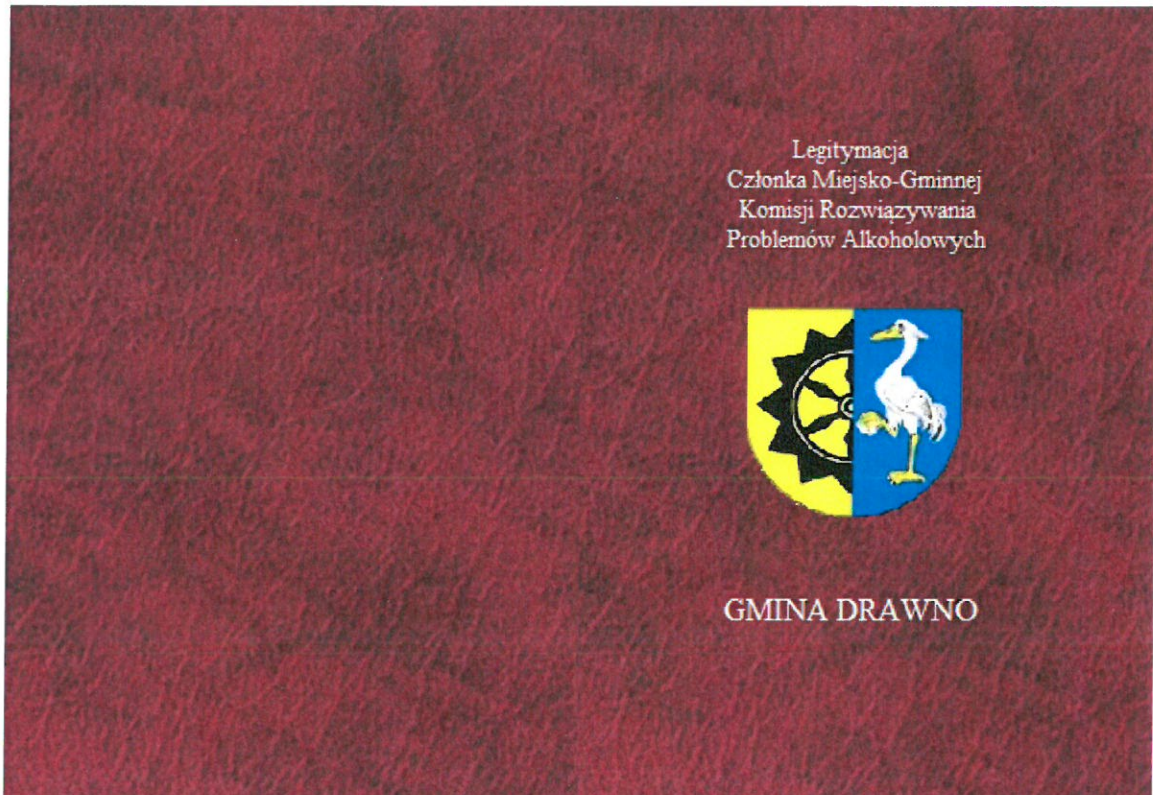 Legitymacja
Członka Miejsko-Gminnej
Komisji Rozwiązywania
Problemów Alkoholowych
GMINA DRAWNO